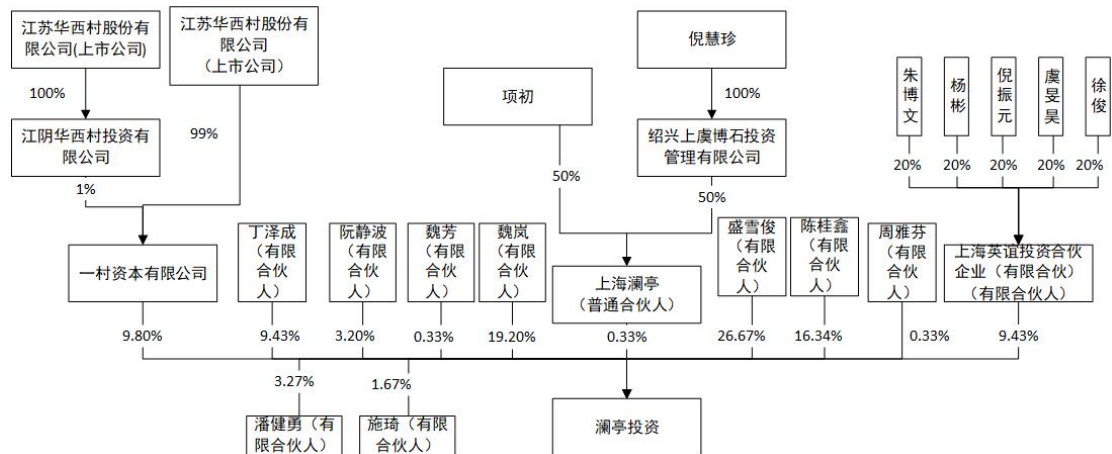 江苏华西村股份有
限公司(上市公司)
江苏华西村股份有
限公司
（上市公司）
倪慧珍
项初
朱博文
杨彬
倪振元
虞旻昊
徐俊
100%
99%
100%
江阴华西村投资有
限公司
绍兴上虞博石投资
管理有限公司
20%
20%
20%
20%
20%
1%
50%
50%
一村资本有限公司
丁泽成
（有限
合伙
人）
阮静波
（有限
合伙
人）
魏芳
（有限
合伙
人）
魏岚
（有限
合伙
人）
上海澜亭
（普通合伙人）
盛雪俊
（有限
合伙
人）
陈桂鑫
（有限
合伙
人）
周雅芬
（有限
合伙
人）
上海英谊投资合伙
企业（有限合伙）
（有限合伙人）
9.80%
9.43%
3.20%
0.33%
19.20%
0.33%
26.67%
16.34%
0.33%
9.43%
3.27%
1.67%
潘健勇（有
限合伙人）
施琦（有限
合伙人）
澜亭投资